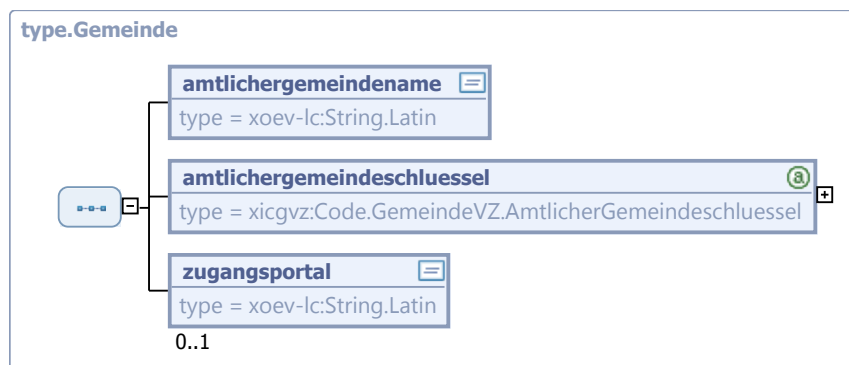 type.Gemeinde
amtlichergemeindename
type = xoev-lc:String.Latin
amtlichergemeindeschluessel
type = xicgvz:Code.GemeindeVZ.AmtlicherGemeindeschluessel
zugangsportal
type = xoev-lc:String.Latin
0..1